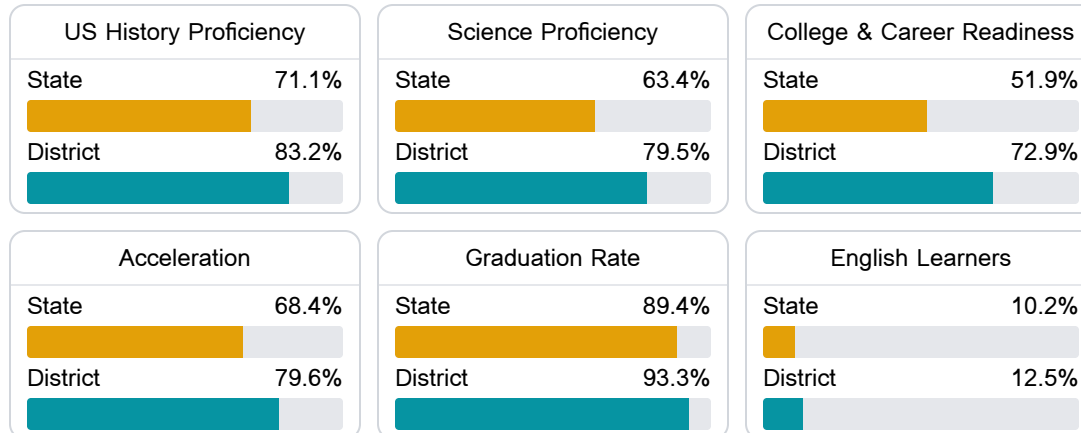 US History Proficiency
State 71.1%
District 83.2%
Science Proficiency
State 63.4%
District 79.5%
College & Career Readiness
State 51.9%
District 72.9%
Acceleration
State 68.4%
District 79.6%
Graduation Rate
State 89.4%
District 93.3%
English Learners
State 10.2%
District 12.5%